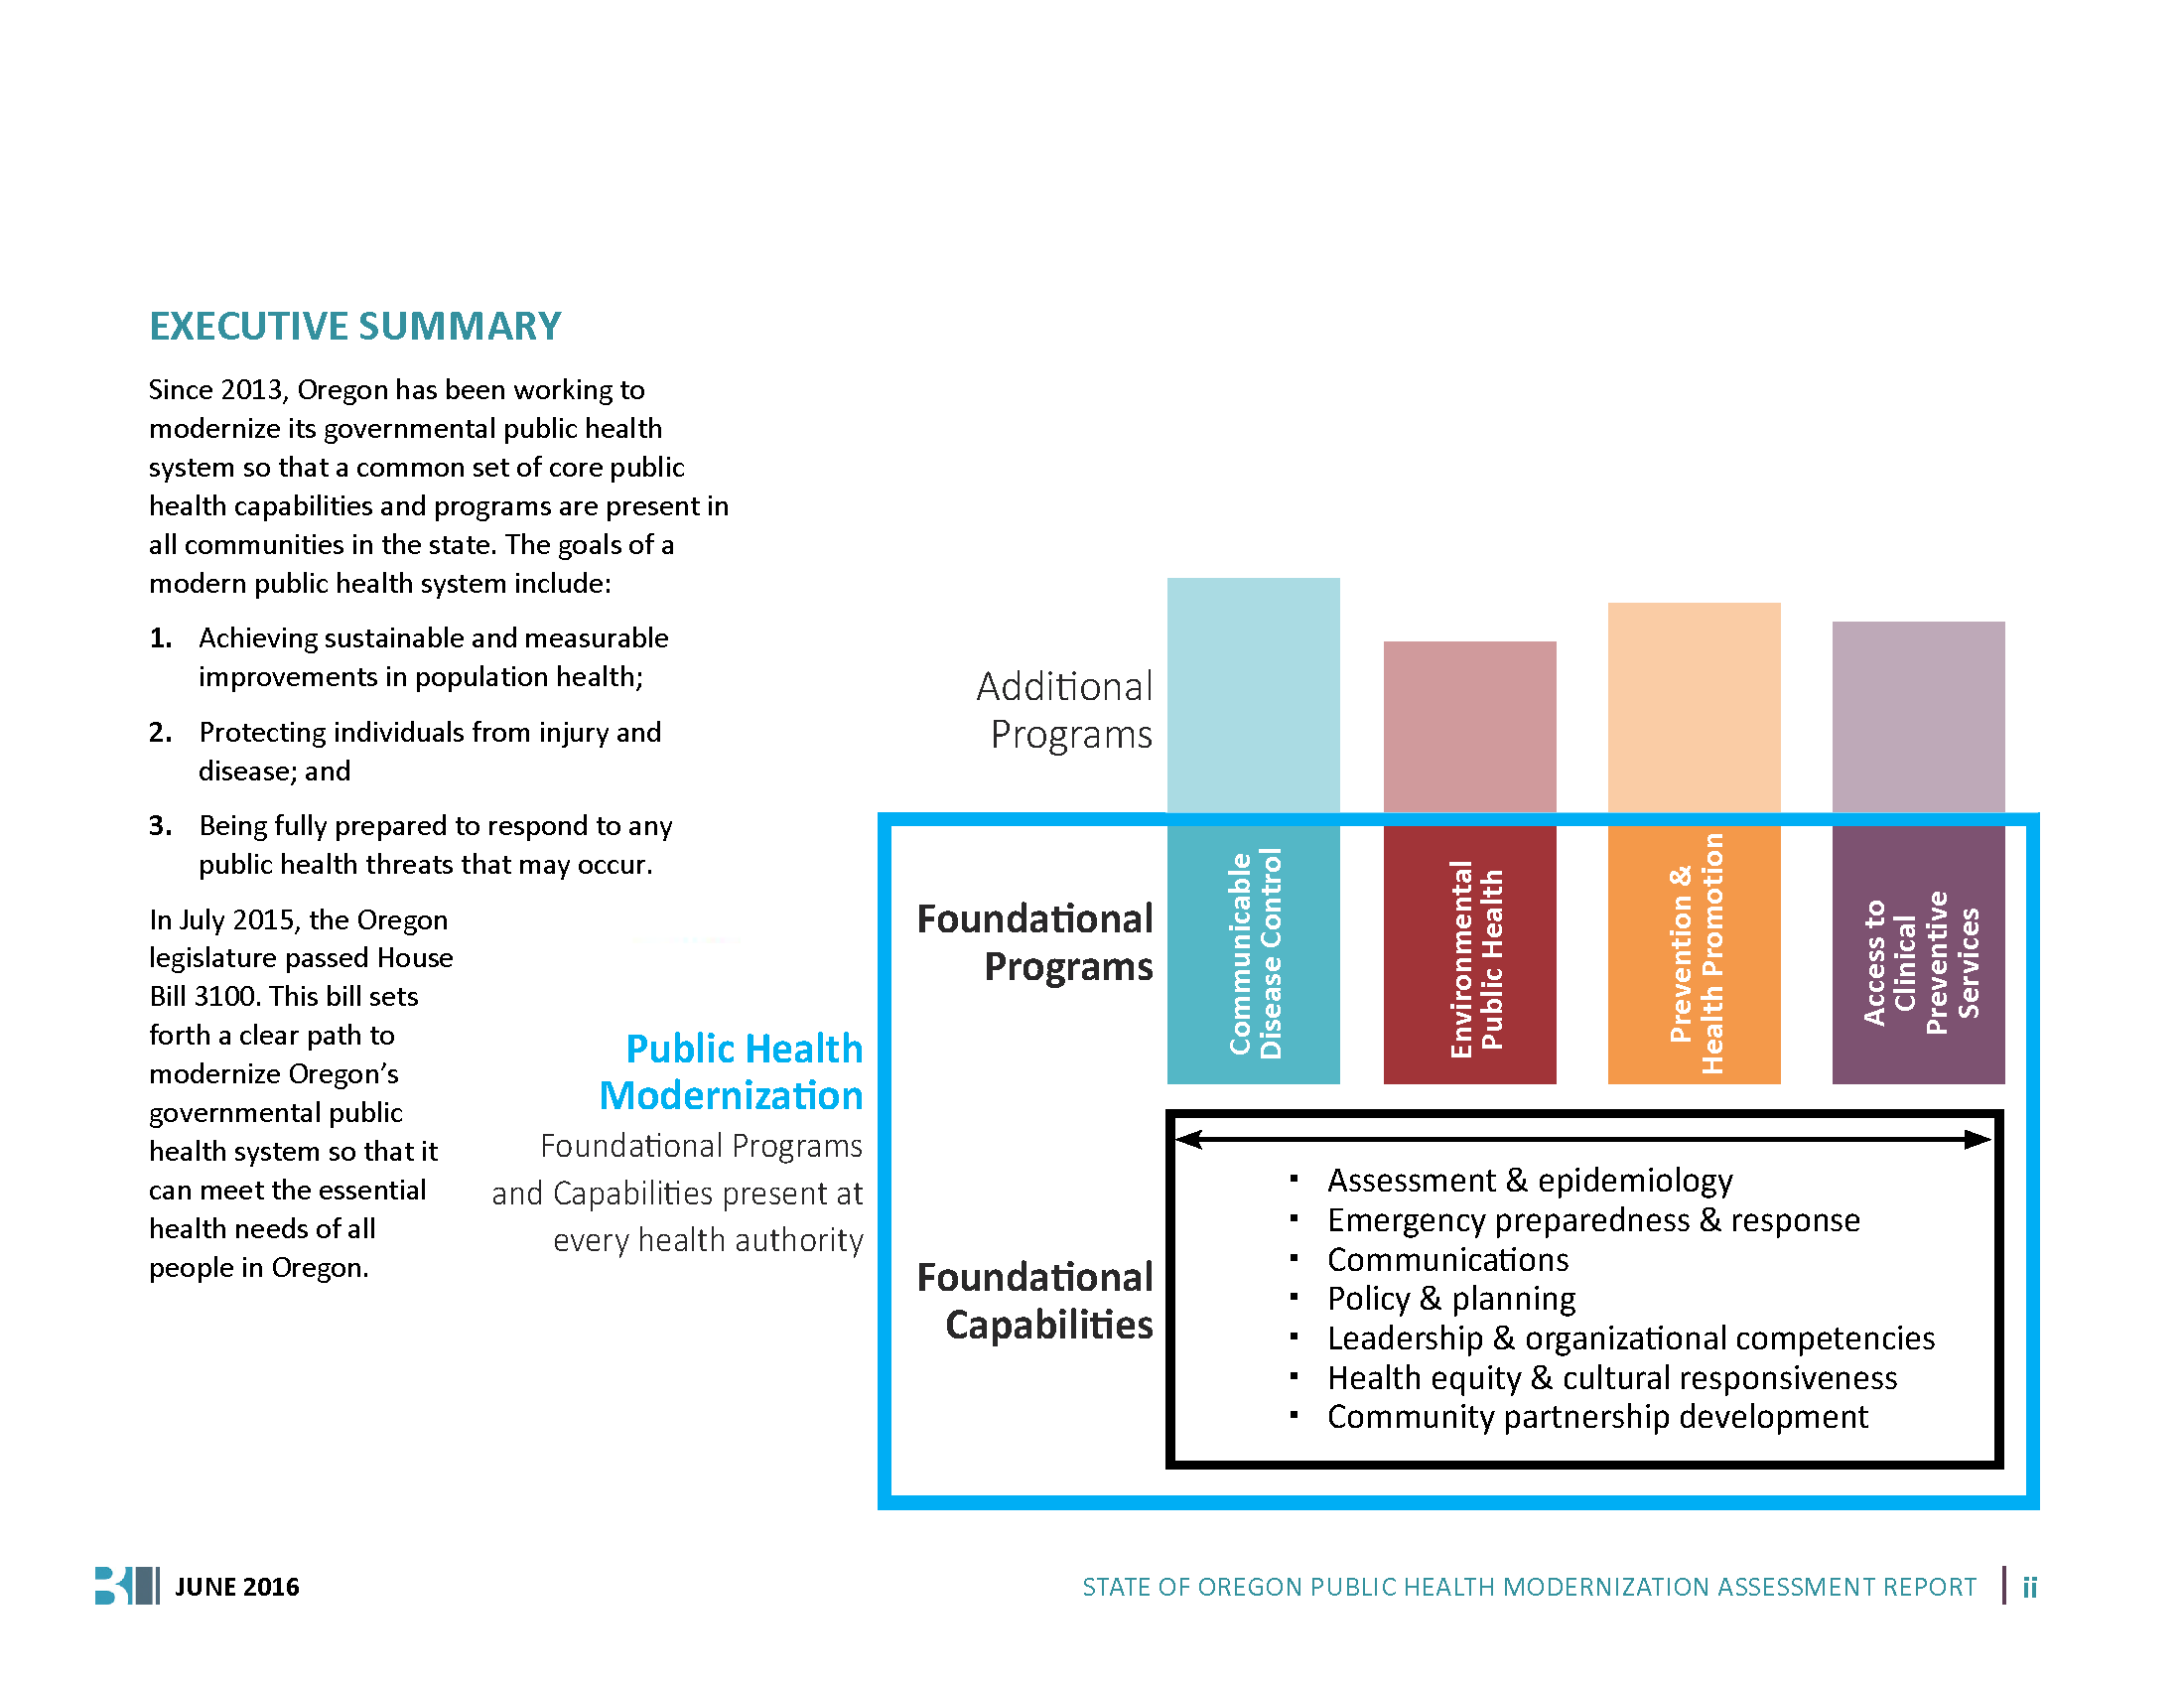 EXECUTIVE SUMMARY
Since 2013, Oregon has been working to
modernize its governmental public health
system so that a common set of core public
health capabilities and programs are present in
all communities in the state. The goals of a
modern public health system include:
1. Achieving sustainable and measurable
improvements in population health;
2. Protecting individuals from injury and
disease; and
3. Being fully prepared to respond to any
public health threats that may occur.
In July 2015, the Oregon
legislature passed House
Bill 3100. This bill sets
forth a clear path to
modernize Oregon’s
governmental public
health system so that it
can meet the essential
health needs of all
people in Oregon.
Public Health
Modernization
Foundational Programs
and Capabilities present at
every health authority
Additional
Programs
Foundational
Programs
Communicable
Disease Control
Environmental
Public Health
Prevention &
Health Promotion
Access to
Clinical
Preventive
Services
Foundational
Capabilities
▪ Assessment & epidemiology
▪ Emergency preparedness & response
▪ Communications
▪ Policy & planning
▪ Leadership & organizational competencies
▪ Health equity & cultural responsiveness
▪ Community partnership development
JUNE 2016
STATE OF OREGON PUBLIC HEALTH MODERNIZATION ASSESSMENT REPORT | ii